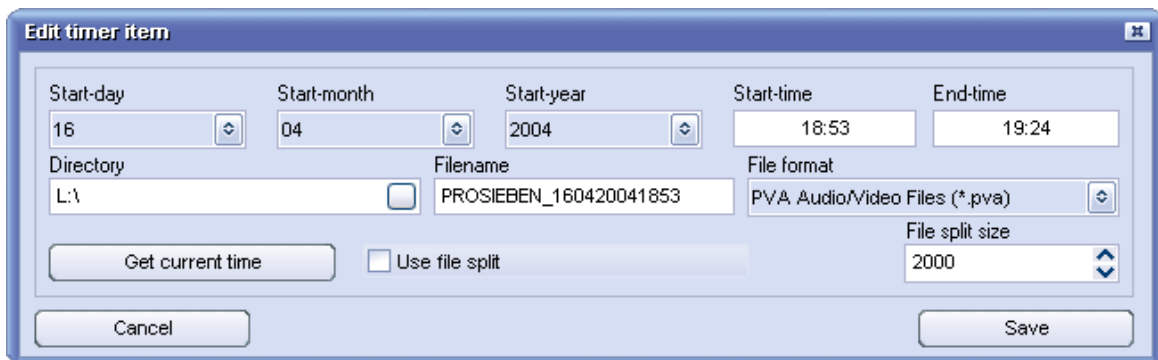 Edit timer item
Start-day Start-month Start-year Start-time End-time
16 04 2004 18:53 19:24
Directory Filename File format
L:\ PROSIEBEN_160420041853 PVA Audio/Video Files (*.pva)
File split size
Get current time Use file split 2000
Cancel Save